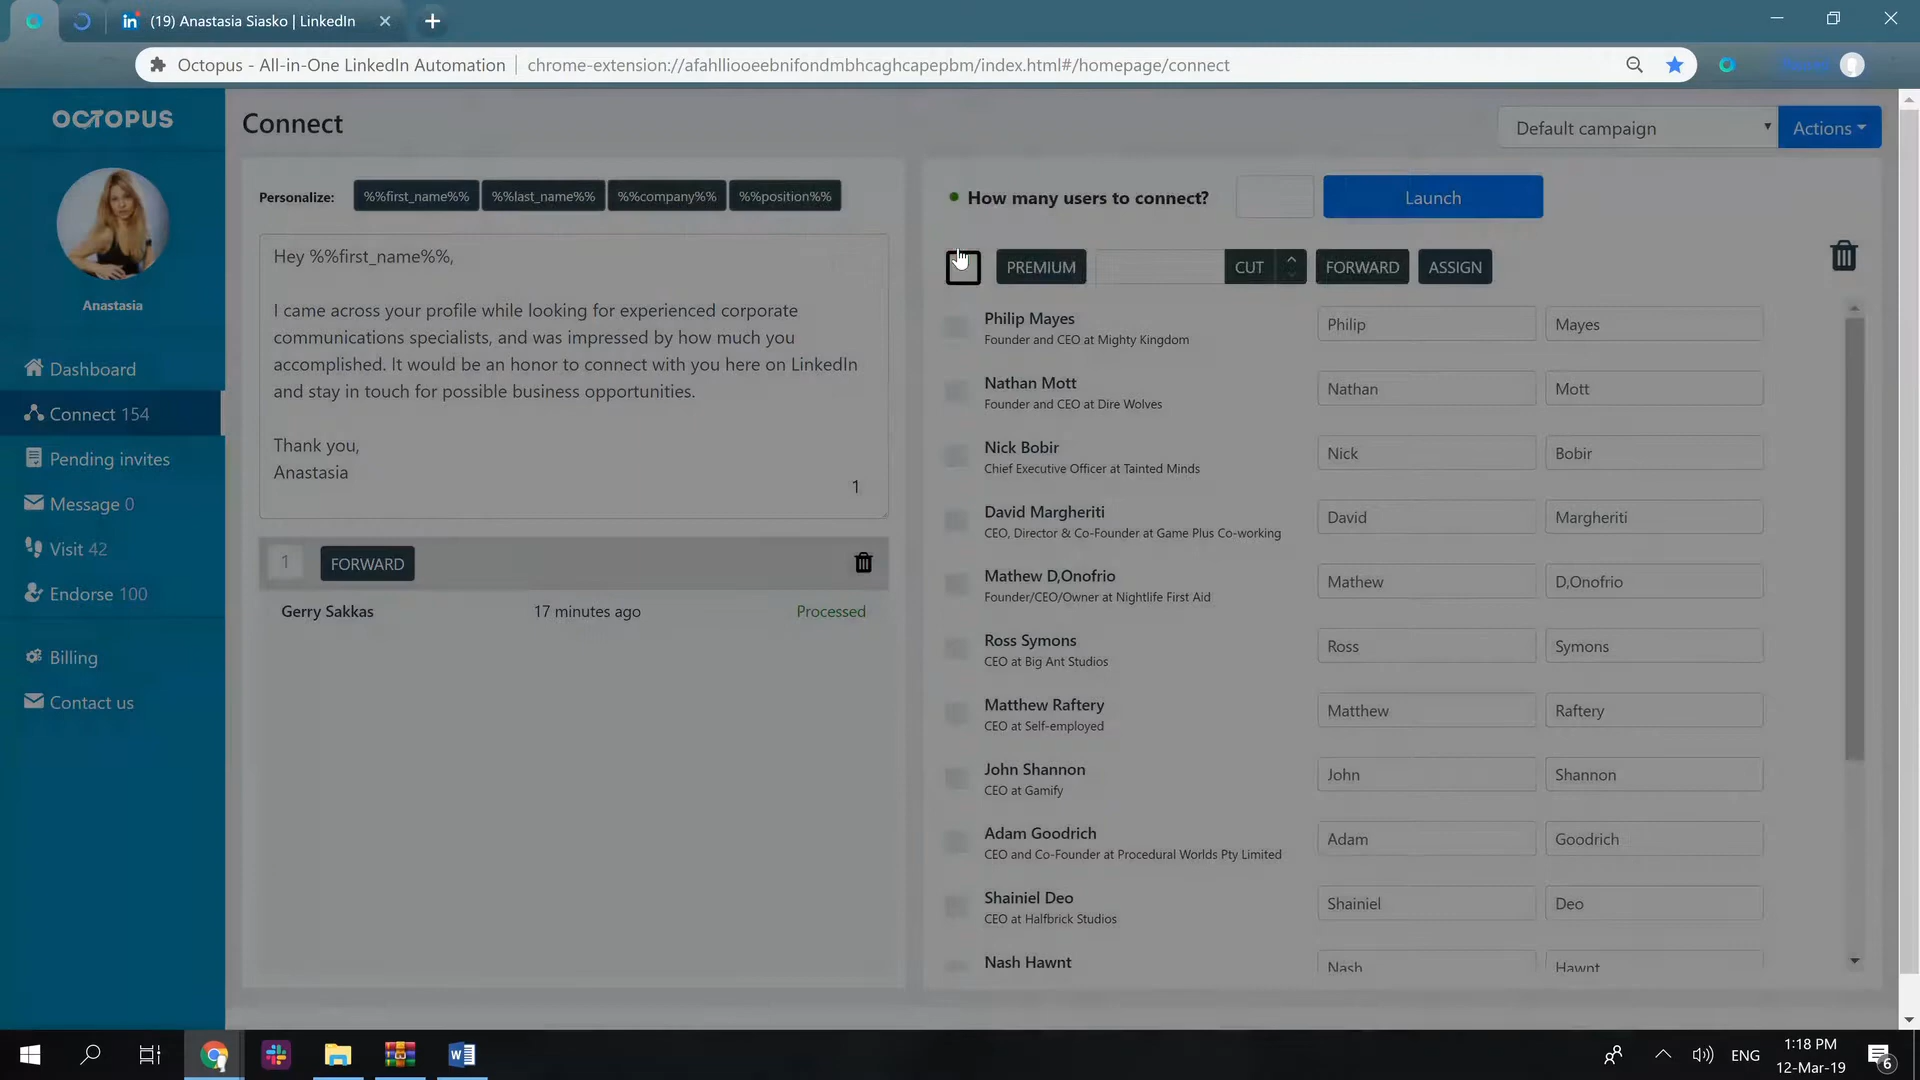 (19) Anastasia Siasko | LinkedIn
Octopus - All-in-One LinkedIn Automation
chrome-extension://afahlliooeebnifondmbhcaghcapepbm/index.html#/homepage/connect
OCTOPUS
Anastasia
Dashboard
Connect 154
Pending invites
Message 0
Visit 42
Endorse 100
Billing
Contact us
Connect
Default campaign
Actions
Personalize: %%first_name%% %%last_name%% %%company%% %%position%%
Hey %%first_name%%,
I came across your profile while looking for experienced corporate
communications specialists, and was impressed by how much you
accomplished. It would be an honor to connect with you here on LinkedIn
and stay in touch for possible business opportunities.
Thank you,
Anastasia
1
1 FORWARD
Gerry Sakkas 17 minutes ago Processed
How many users to connect? Launch
PREMIUM CUT FORWARD ASSIGN
Philip Mayes
Founder and CEO at Mighty Kingdom
Philip Mayes
Nathan Mott
Founder and CEO at Dire Wolves
Nathan Mott
Nick Bobir
Chief Executive Officer at Tainted Minds
Nick Bobir
David Margheriti
CEO, Director & Co-Founder at Game Plus Co-working
David Margheriti
Mathew D,Onofrio
Founder/CEO/Owner at Nightlife First Aid
Mathew D,Onofrio
Ross Symons
CEO at Big Ant Studios
Ross Symons
Matthew Raftery
CEO at Self-employed
Matthew Raftery
John Shannon
CEO at Gamify
John Shannon
Adam Goodrich
CEO and Co-Founder at Procedural Worlds Pty Limited
Adam Goodrich
Shainiel Deo
CEO at Halfbrick Studios
Shainiel Deo
Nash Hawnt
Nash Hawnt
ENG
1:18 PM
12-Mar-19
6